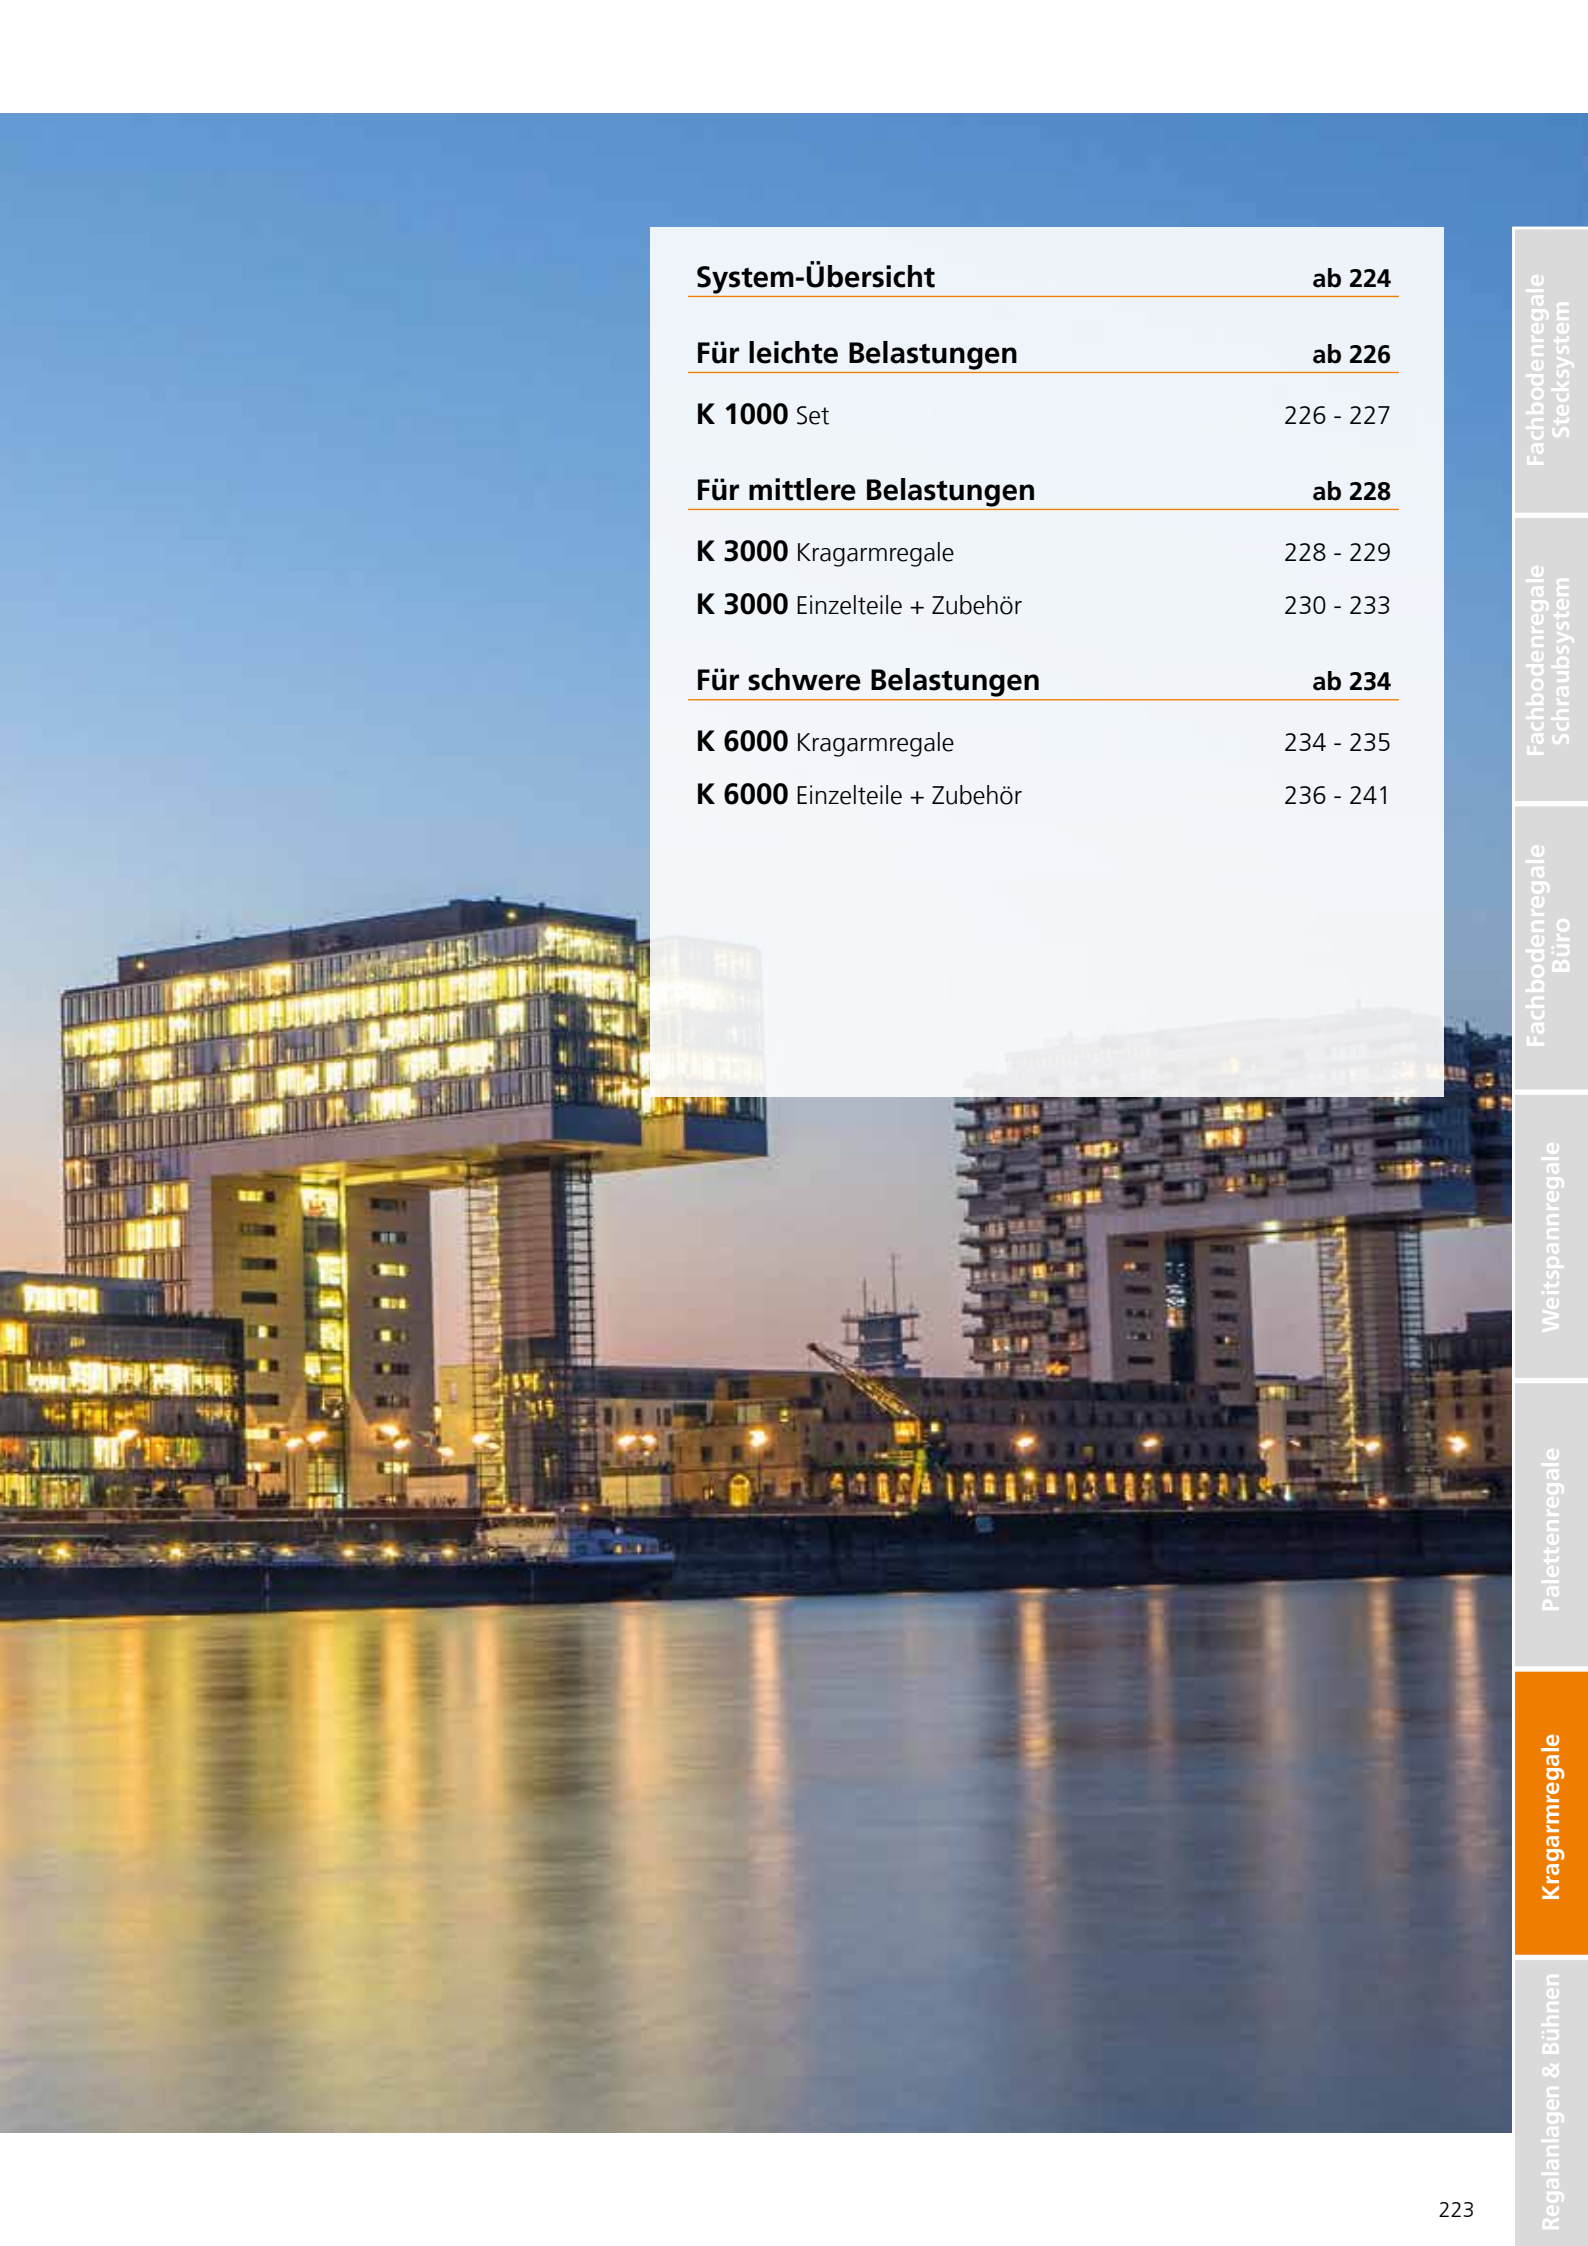 System-Übersicht ab 224
Für leichte Belastungen ab 226
K 1000 Set 226 - 227
Für mittlere Belastungen ab 228
K 3000 Kragarmregale 228 - 229
K 3000 Einzelteile + Zubehör 230 - 233
Für schwere Belastungen ab 234
K 6000 Kragarmregale 234 - 235
K 6000 Einzelteile + Zubehör 236 - 241
Fachbodenregale
Stecksystem
Fachbodenregale
Schraubsystem
Fachbodenregale
Büro
Weitspannregale
Palettenregale
Kragarmregale
Regalanlagen & Bühnen
223